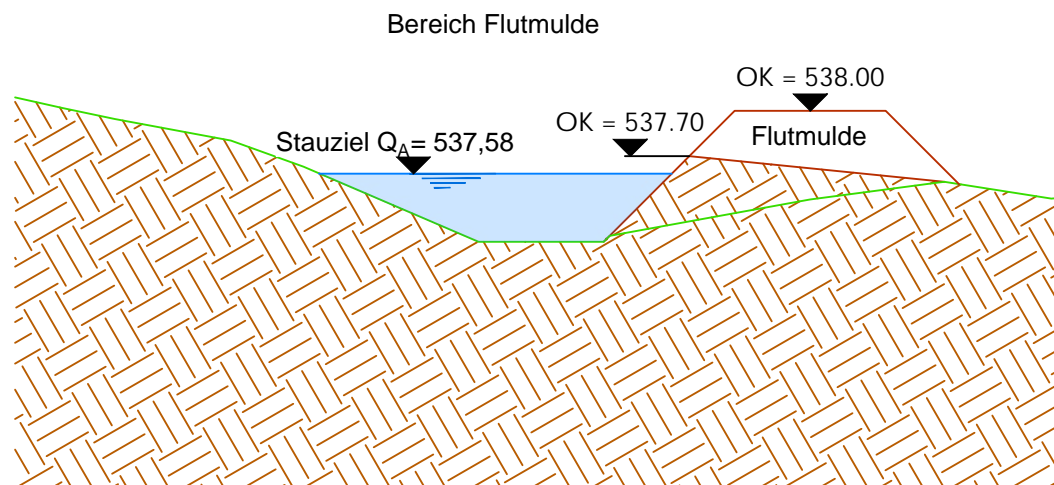 Bereich Flutmulde
OK = 538.00
OK = 537.70
Flutmulde
Stauziel QA= 537,58